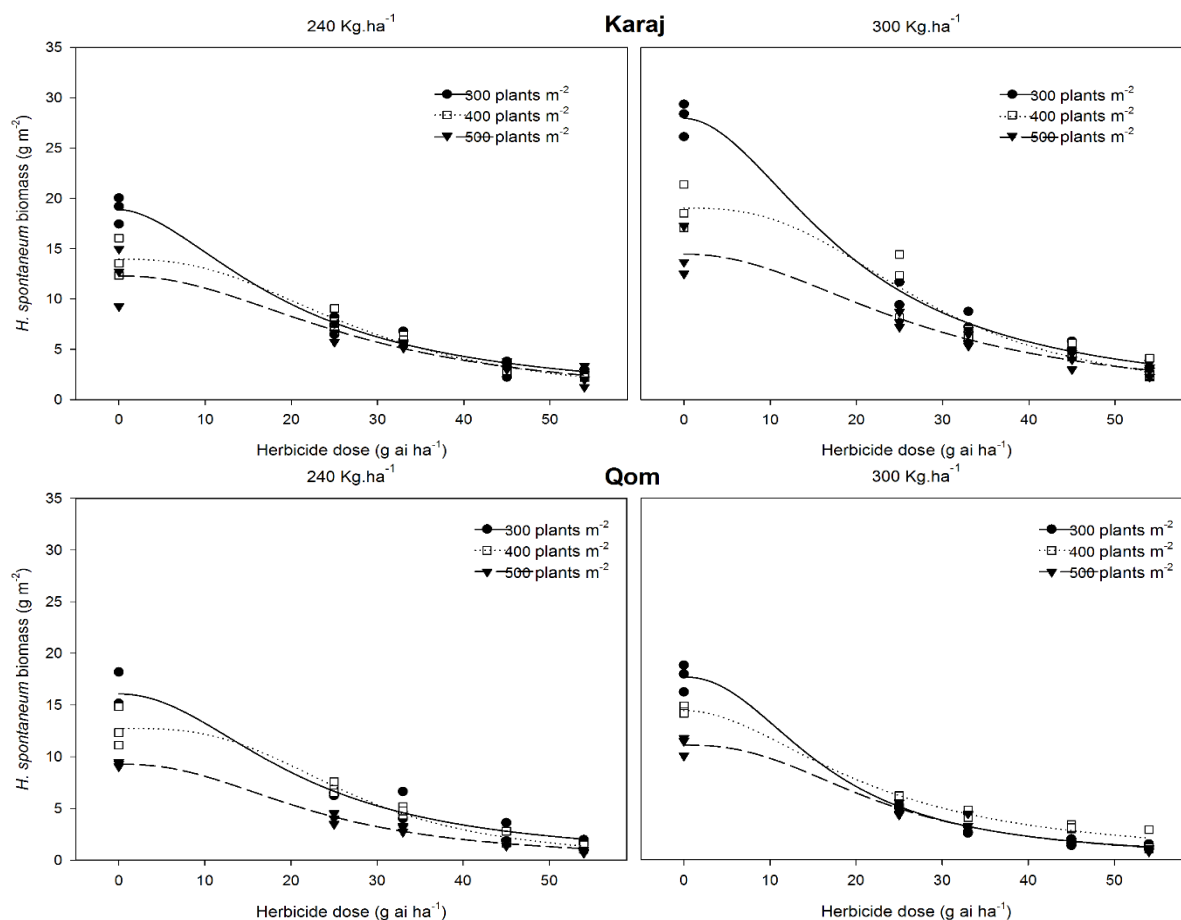 Karaj
240 Kg.ha⁻¹
300 Kg.ha⁻¹
H. spontaneum biomass (g m⁻²)
35
30
25
20
15
10
5
0
300 plants m⁻²
400 plants m⁻²
500 plants m⁻²
300 plants m⁻²
400 plants m⁻²
500 plants m⁻²
0 10 20 30 40 50
0 10 20 30 40 50
Herbicide dose (g ai ha⁻¹)
Herbicide dose (g ai ha⁻¹)
Qom
240 Kg.ha⁻¹
300 Kg.ha⁻¹
H. spontaneum biomass (g m⁻²)
35
30
25
20
15
10
5
0
300 plants m⁻²
400 plants m⁻²
500 plants m⁻²
300 plants m⁻²
400 plants m⁻²
500 plants m⁻²
0 10 20 30 40 50
0 10 20 30 40 50
Herbicide dose (g ai ha⁻¹)
Herbicide dose (g ai ha⁻¹)